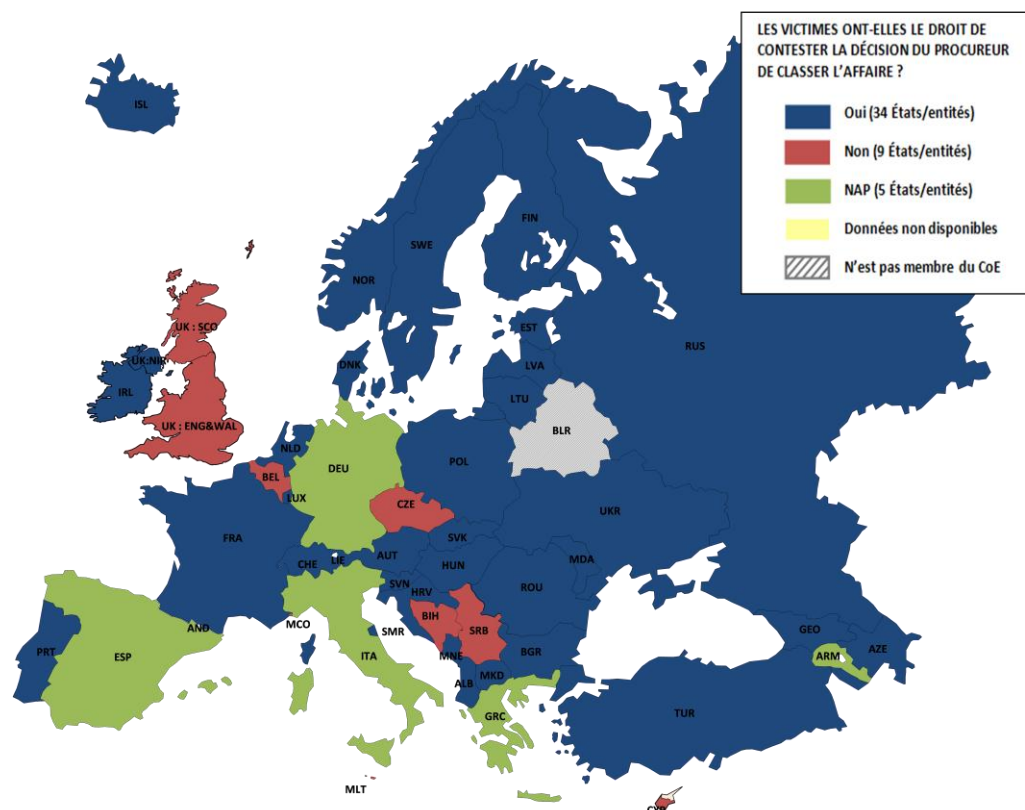 LES VICTIMES ONT-ELLES LE DROIT DE
CONTESTER LA DÉCISION DU PROCUREUR
DE CLASSER L'AFFAIRE ?
Oui (34 États/entités)
Non (9 États/entités)
NAP (5 États/entités)
Données non disponibles
N'est pas membre du CoE
ISL
FIN
SWE
NOR
RUS
EST
UK : SCO
UK:NIR
DNK
LVA
IRL
LTU
UK : ENG&WAL
BLR
NLD
POL
BEL
DEU
LUX
CZE
UKR
FRA
SVK
AUT
MDA
CHE
LIE
HUN
SVN
ROU
HRV
BIH
MCO
AND
SMR
SRB
GEO
PRT
ESP
ITA
MNE
BGR
AZE
ARM
MKD
ALB
GRC
TUR
MLT
CYP